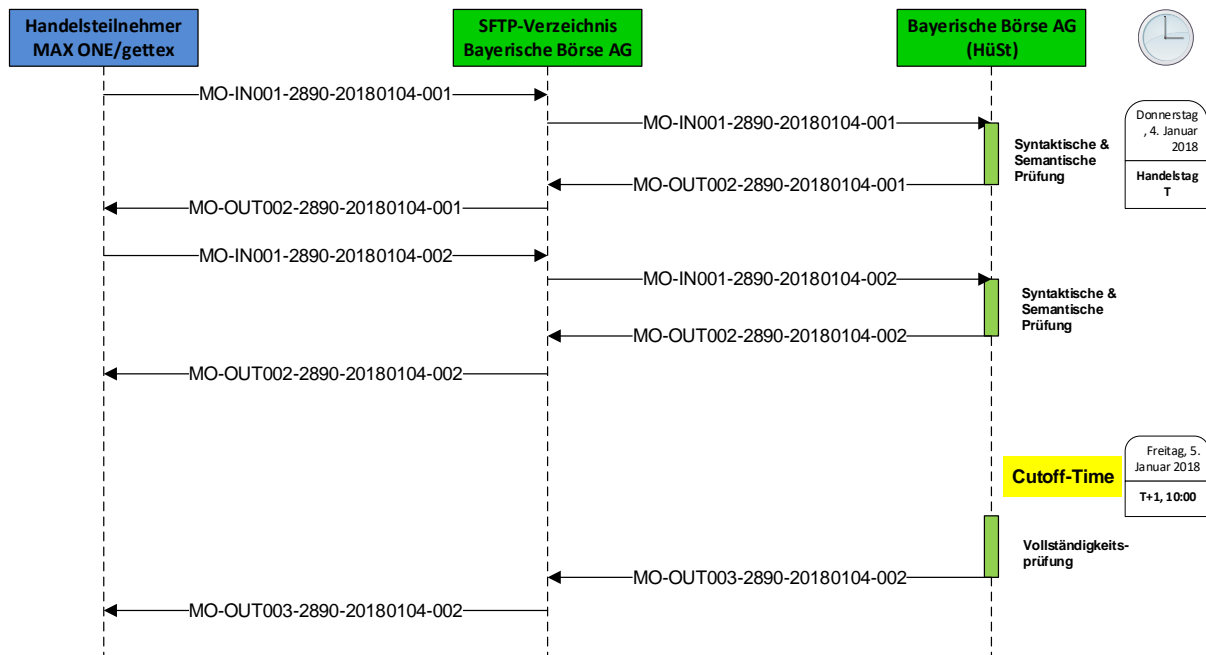 Handelsteilnehmer
MAX ONE/gettex
SFTP-Verzeichnis
Bayerische Börse AG
Bayerische Börse AG
(HüSt)
MO-IN001-2890-20180104-001
MO-IN001-2890-20180104-001
Donnerstag
, 4. Januar
2018
Handelstag
T
Syntaktische &
Semantische
Prüfung
MO-OUT002-2890-20180104-001
MO-OUT002-2890-20180104-001
MO-IN001-2890-20180104-002
MO-IN001-2890-20180104-002
Syntaktische &
Semantische
Prüfung
MO-OUT002-2890-20180104-002
MO-OUT002-2890-20180104-002
Cutoff-Time
Freitag, 5.
Januar 2018
T+1, 10:00
Vollständigkeits-
prüfung
MO-OUT003-2890-20180104-002
MO-OUT003-2890-20180104-002